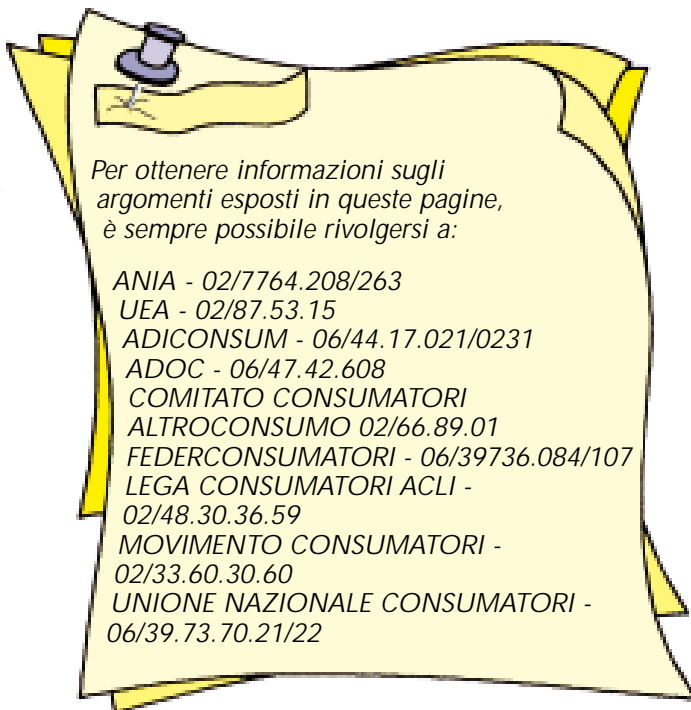 Per ottenere informazioni sugli
argomenti esposti in queste pagine,
è sempre possibile rivolgersi a:
ANIA - 02/7764.208/263
UEA - 02/87.53.15
ADICONSUM - 06/44.17.021/0231
ADOC - 06/47.42.608
COMITATO CONSUMATORI
ALTROCONSUMO 02/66.89.01
FEDERCONSUMATORI - 06/39736.084/107
LEGA CONSUMATORI ACLI -
02/48.30.36.59
MOVIMENTO CONSUMATORI -
02/33.60.30.60
UNIONE NAZIONALE CONSUMATORI -
06/39.73.70.21/22